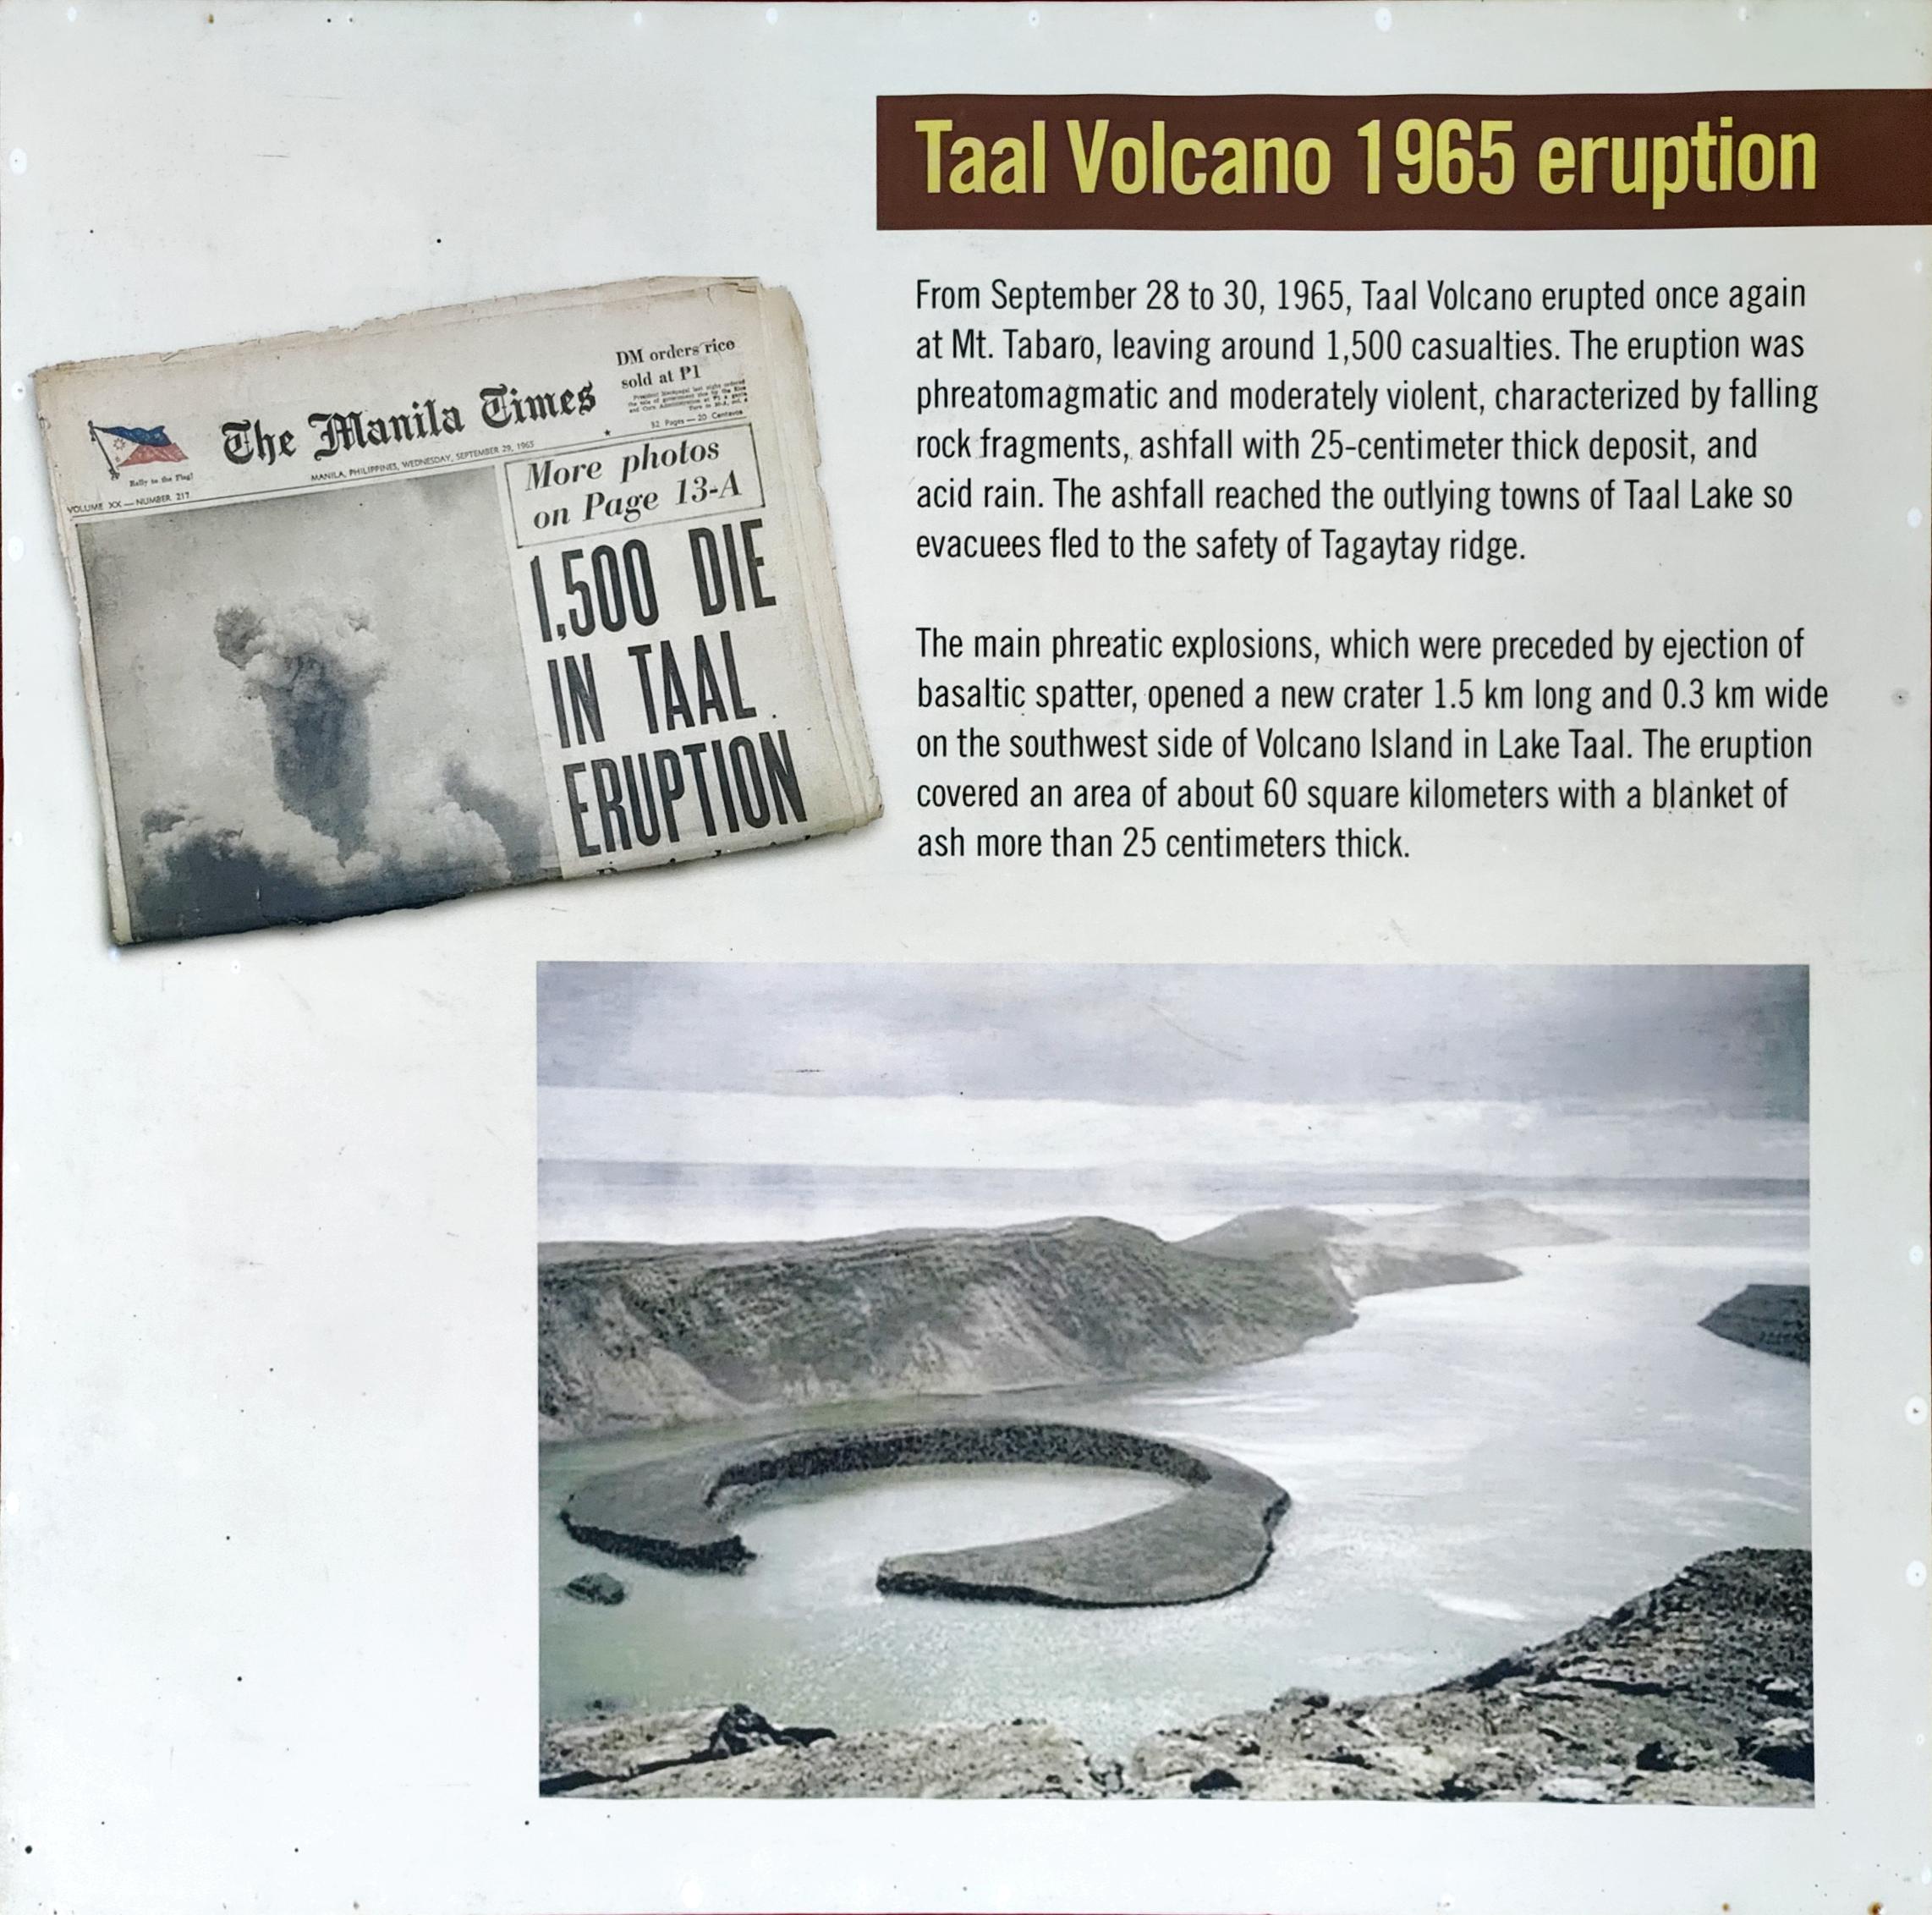 Taal Volcano 1965 eruption
From September 28 to 30, 1965, Taal Volcano erupted once again
at Mt. Tabaro, leaving around 1,500 casualties. The eruption was
phreatomagmatic and moderately violent, characterized by falling
rock fragments, ashfall with 25-centimeter thick deposit, and
acid rain. The ashfall reached the outlying towns of Taal Lake so
evacuees fled to the safety of Tagaytay ridge.
The main phreatic explosions, which were preceded by ejection of
basaltic spatter, opened a new crater 1.5 km long and 0.3 km wide
on the southwest side of Volcano Island in Lake Taal. The eruption
covered an area of about 60 square kilometers with a blanket of
ash more than 25 centimeters thick.
DM orders rice
sold at P1
52 Pages — 20 Centavos
The Manila Times
Rally to the Flag!
MANILA, PHILIPPINES, WEDNESDAY, SEPTEMBER 29, 1965
VOLUME XX — NUMBER 217
More photos
on Page 13-A
1,500 DIE
IN TAAL
ERUPTION